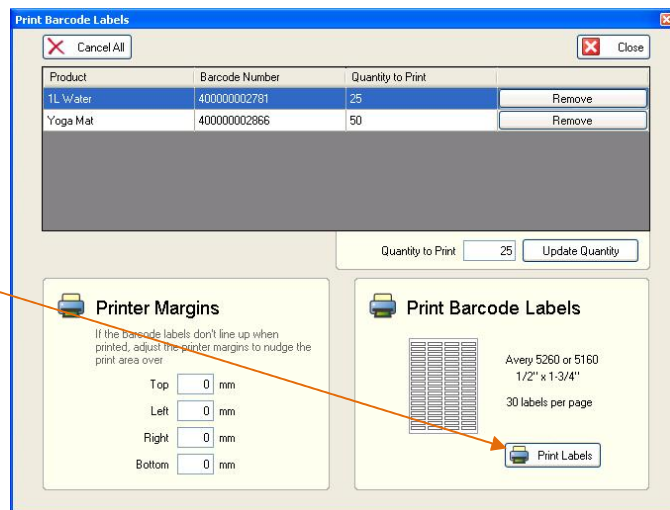 Print Barcode Labels
Cancel All
Close
Product Barcode Number Quantity to Print
1L Water 400000002781 25 Remove
Yoga Mat 400000002866 50 Remove
Quantity to Print 25 Update Quantity
Printer Margins
If the barcode labels don't line up when
printed, adjust the printer margins to nudge the
print area over
Top 0 mm
Left 0 mm
Right 0 mm
Bottom 0 mm
Print Barcode Labels
Avery 5260 or 5160
1/2" x 1-3/4"
30 labels per page
Print Labels